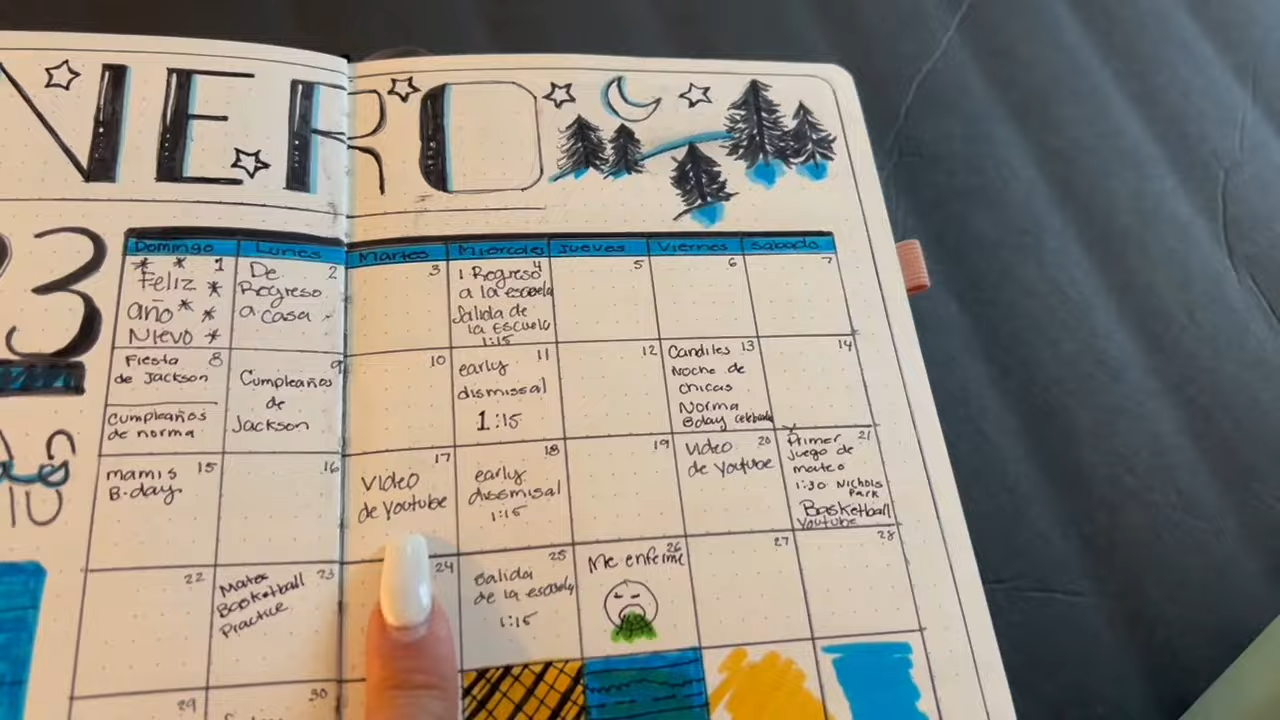 NERO
3
Domingo Lunes Martes Miercoles Jueves Viernes Sabado
1
Feliz
año
Nuevo
2
De
Regreso
a casa
3
4
1 Regreso
a la escuela
Salida de
la escuela
1:15
5
6
7
8
Fiesta
de Jackson
cumpleaños
de norma
9
Cumpleaños
de
Jackson
10
11
early
dismissal
1:15
12
13
Candiles
Noche de
chicas
Norma
Bday celebrada
14
15
mamis
B-day
16
17
Video
de Youtube
18
early
dissmisal
1:15
19
20
Video
de Youtube
21
Primer
juego de
mateo
1:30 Nichols
Park
Basketball
Youtube
22
23
Mateo
Basketball
Practice
24
25
Salida
de la escuela
1:15
26
Me enferme
27
28
29
30